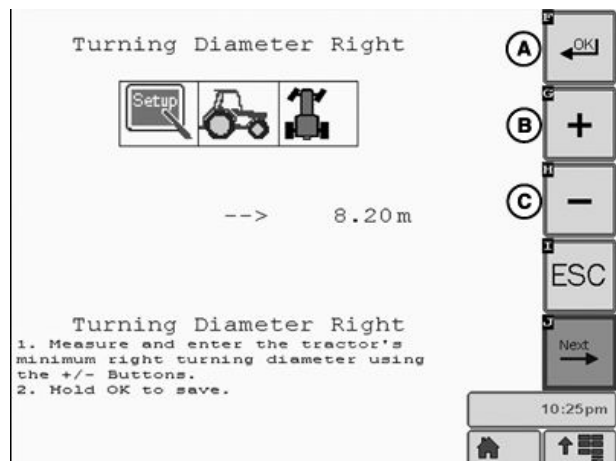 Turning Diameter Right
F
OK
A
Setup
G
+
B
H
-
C
--> 8.20m
I
ESC
Turning Diameter Right
1. Measure and enter the tractor's
minimum right turning diameter using
the +/- Buttons.
2. Hold OK to save.
J
Next
10:25pm